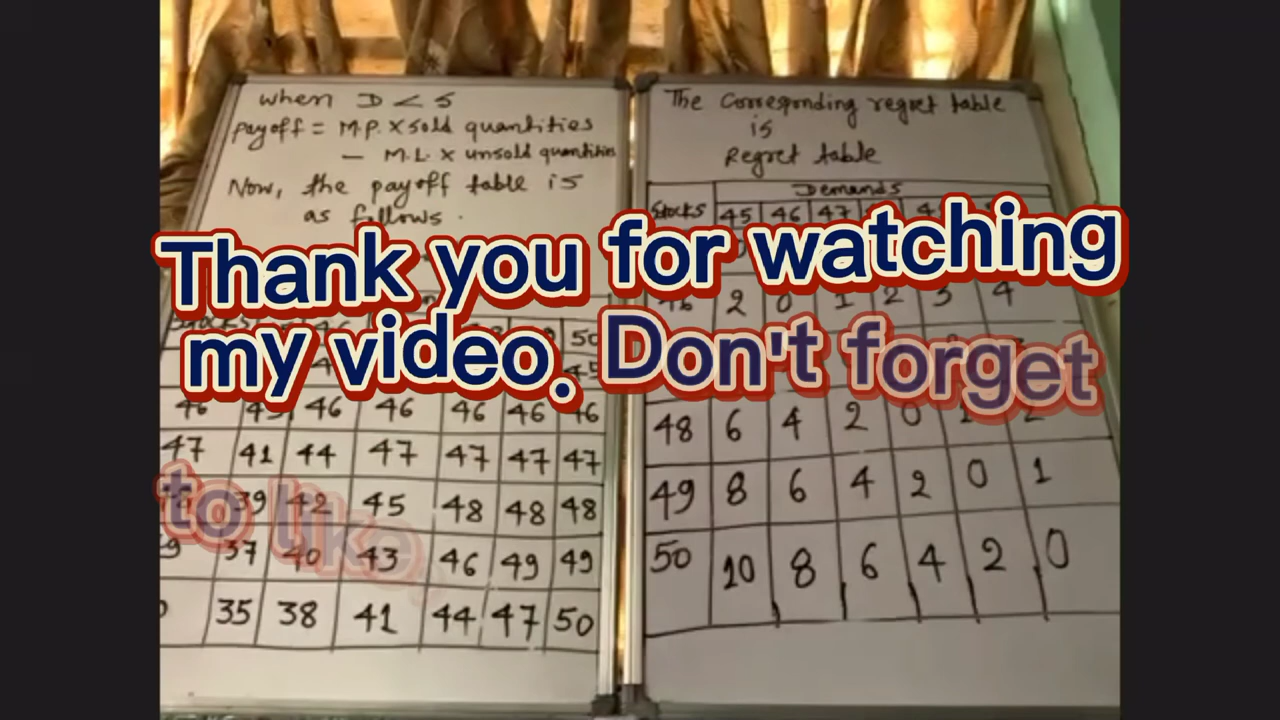 when D < S
payoff = M.P. X sold quantities
- M.L. X unsold quantities
Now, the payoff table is
as follows.
The Corresponding regret table
is
Regret table
Demands
Stocks 45 46 47
Thank you for watching
my video. Don't forget
to like,
50
46 43 46 46 46 46 46
47 41 44 47 47 47 47
39 42 45 48 48 48
37 40 43 46 49 49
35 38 41 44 47 50
46 2 0 1 2 3 4
48 6 4 2 0 1 2
49 8 6 4 2 0 1
50 10 8 6 4 2 0